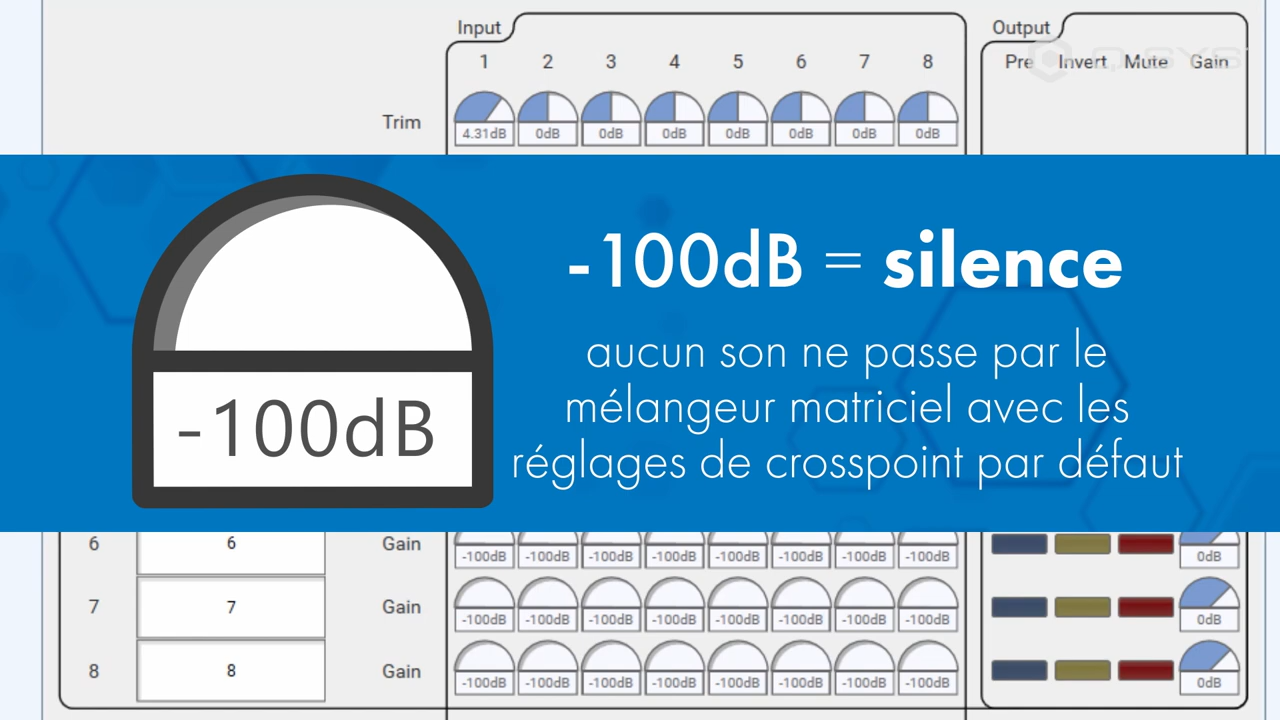 Input
Output
1 2 3 4 5 6 7 8
Pre Invert Mute Gain
Q-SYS
Trim
4.31dB 0dB 0dB 0dB 0dB 0dB 0dB 0dB
-100dB = silence
aucun son ne passe par le
mélangeur matriciel avec les
réglages de crosspoint par défaut
-100dB
6 6 Gain -100dB -100dB -100dB -100dB -100dB -100dB -100dB -100dB 0dB
7 7 Gain -100dB -100dB -100dB -100dB -100dB -100dB -100dB -100dB 0dB
8 8 Gain -100dB -100dB -100dB -100dB -100dB -100dB -100dB -100dB 0dB